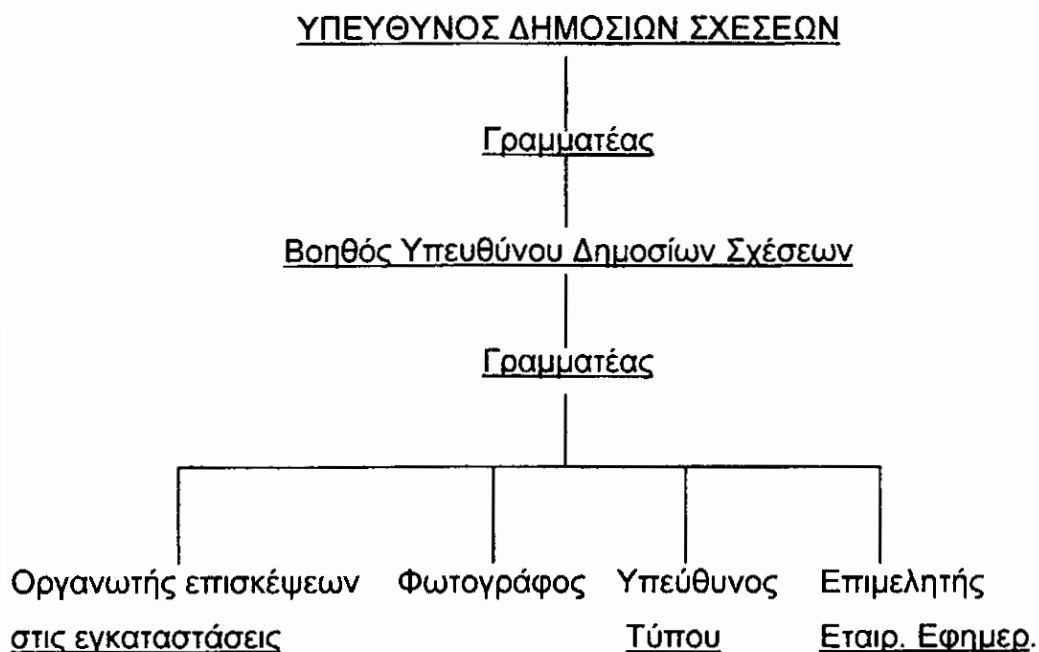 ΥΠΕΥΘΥΝΟΣ ΔΗΜΟΣΙΩΝ ΣΧΕΣΕΩΝ
Γραμματέας
Βοηθός Υπευθύνου Δημοσίων Σχέσεων
Γραμματέας
Οργανωτής επισκέψεων Φωτογράφος Υπεύθυνος Επιμελητής
στις εγκαταστάσεις Τύπου Εταιρ. Εφημερ.